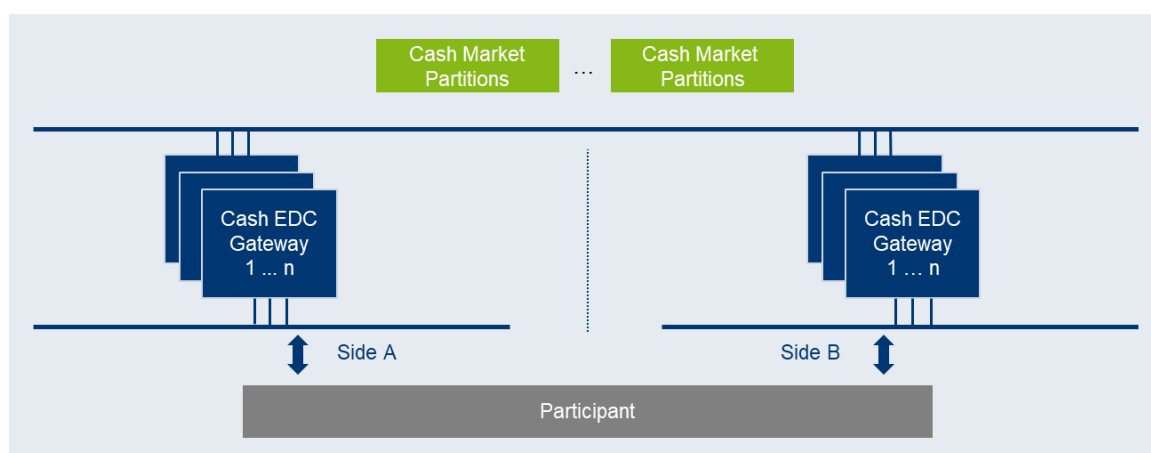 Cash Market
Partitions
...
Cash Market
Partitions
Cash EDC
Gateway
1 ... n
Cash EDC
Gateway
1 ... n
Side A
Side B
Participant